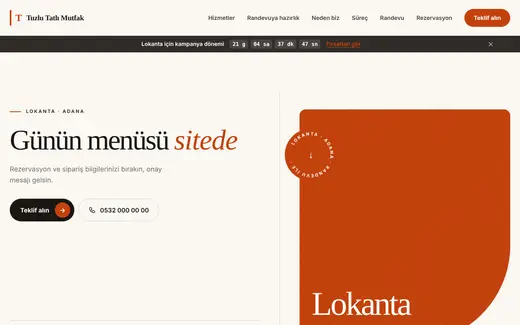 T Tuzlu Tatlı Mutfak
Hizmetler Randevuya hazırlık Neden biz Süreç Randevu Rezervasyon Teklif alın
Lokanta için kampanya dönemi 21 g 04 sa 37 dk 47 sn Fırsatları gör
LOKANTA · ADANA
Günün menüsü sitede
Rezervasyon ve sipariş bilgilerinizi bırakın, onay
mesajı gelsin.
Teklif alın
0532 000 00 00
LOKANTA · ADANA · RANDEVU İLE ·
Lokanta